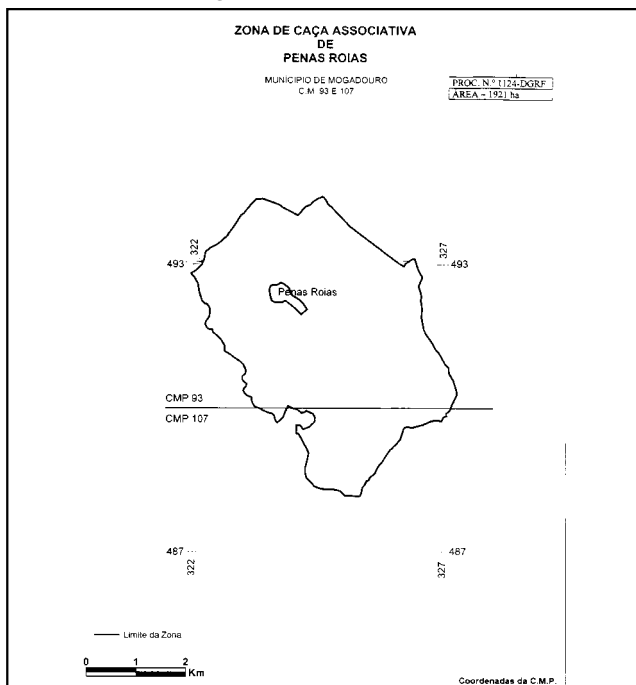 ZONA DE CAÇA ASSOCIATIVA
DE
PENAS ROIAS
MUNICIPIO DE MOGADOURO
C.M. 93 E 107
PROC. N.º 1124-DGRF
ÁREA - 1921 ha
322
327
493
493
Penas Roias
CMP 93
CMP 107
487
487
322
327
Limite da Zona
0 1 2
Km
Coordenadas da C.M.P.